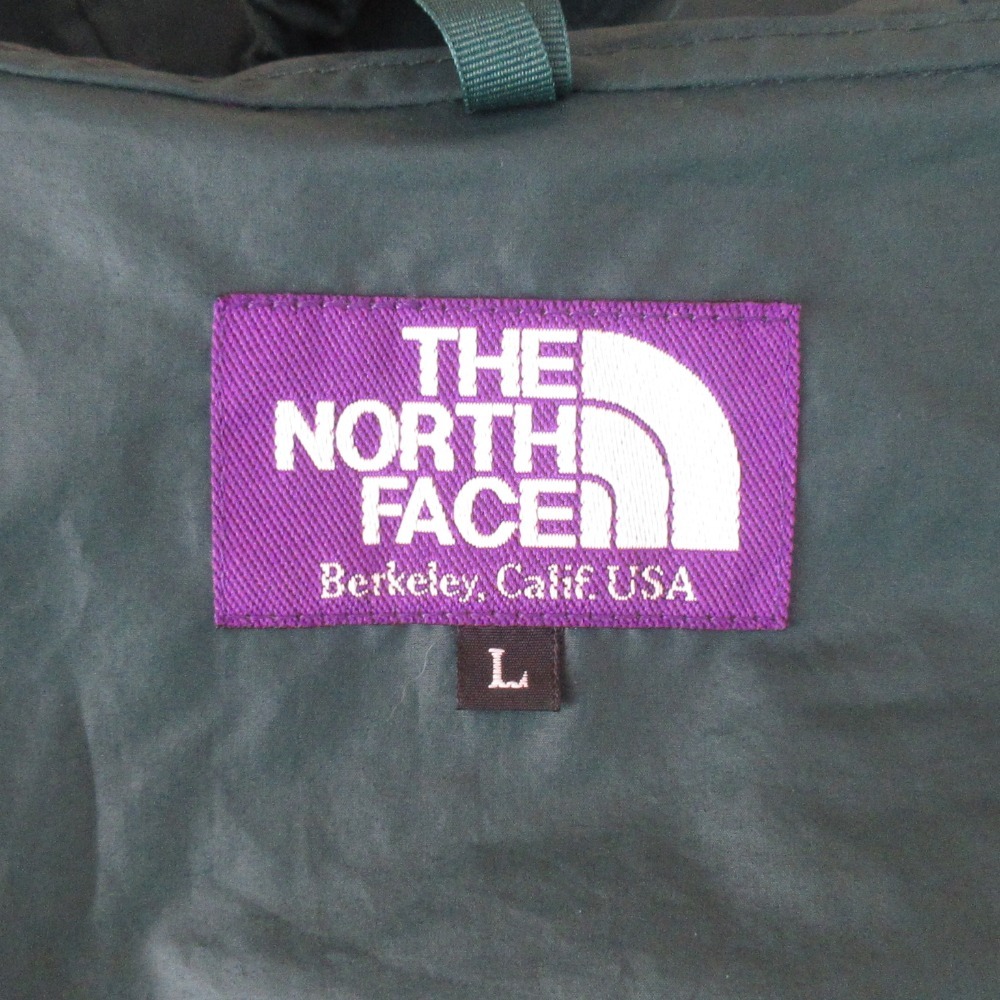 THE
NORTH
FACE
Berkeley, Calif. USA
L